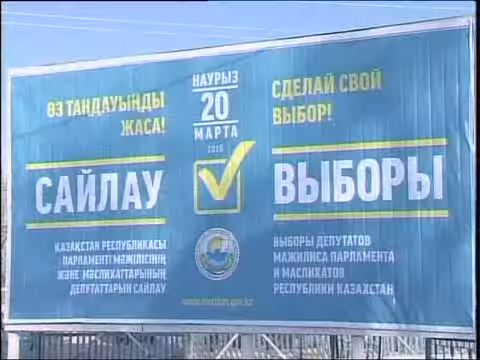 ӨЗ ТАҢДАУЫҢДЫ
ЖАСА!
САЙЛАУ
ҚАЗАҚСТАН РЕСПУБЛИКАСЫ
ПАРЛАМЕНТІ МӘЖІЛІСІНІҢ
ЖӘНЕ МӘСЛИХАТТАРЫНЫҢ
ДЕПУТАТТАРЫН САЙЛАУ
НАУРЫЗ
20
МАРТА
2016
www.election.gov.kz
СДЕЛАЙ СВОЙ
ВЫБОР!
ВЫБОРЫ
ВЫБОРЫ ДЕПУТАТОВ
МАЖИЛИСА ПАРЛАМЕНТА
И МАСЛИХАТОВ
РЕСПУБЛИКИ КАЗАХСТАН